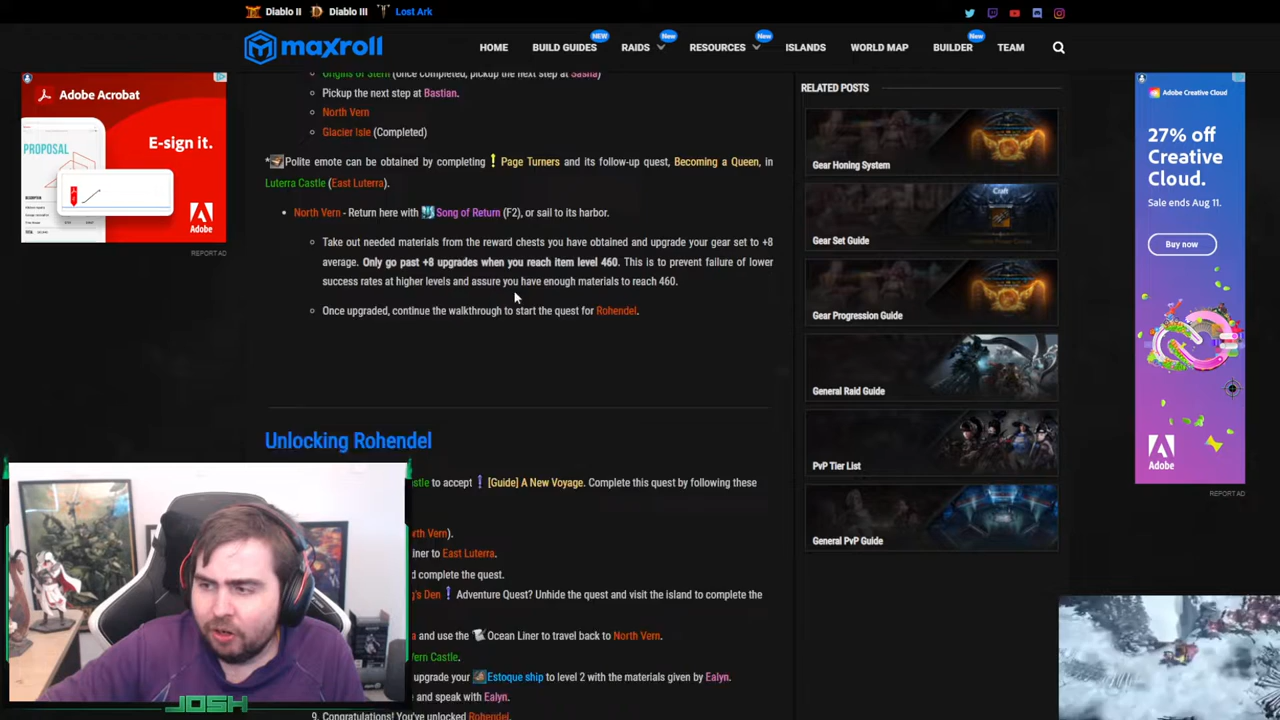 Diablo II Diablo III Lost Ark
maxroll
HOME BUILD GUIDES NEW RAIDS New RESOURCES New ISLANDS WORLD MAP BUILDER New TEAM
Adobe Acrobat
E-sign it.
PROPOSAL
Adobe
REPORT AD
Origins of Stern (once completed, pickup the next step at Sasha)
Pickup the next step at Bastian.
North Vern
Glacier Isle (Completed)
*Polite emote can be obtained by completing Page Turners and its follow-up quest, Becoming a Queen, in
Luterra Castle (East Luterra).
North Vern - Return here with Song of Return (F2), or sail to its harbor.
Take out needed materials from the reward chests you have obtained and upgrade your gear set to +8
average. Only go past +8 upgrades when you reach item level 460. This is to prevent failure of lower
success rates at higher levels and assure you have enough materials to reach 460.
Once upgraded, continue the walkthrough to start the quest for Rohendel.
Unlocking Rohendel
to accept [Guide] A New Voyage. Complete this quest by following these
Vern).
to East Luterra.
complete the quest.
Den Adventure Quest? Unhide the quest and visit the island to complete the
and use the Ocean Liner to travel back to North Vern.
Vern Castle.
upgrade your Estoque ship to level 2 with the materials given by Ealyn.
and speak with Ealyn.
9. Congratulations! You've unlocked Rohendel.
RELATED POSTS
Gear Honing System
Gear Set Guide
Craft
Gear Progression Guide
General Raid Guide
PvP Tier List
General PvP Guide
Adobe Creative Cloud
27% off
Creative
Cloud.
Sale ends Aug 11.
Buy now
Adobe
REPORT AD
JOSH